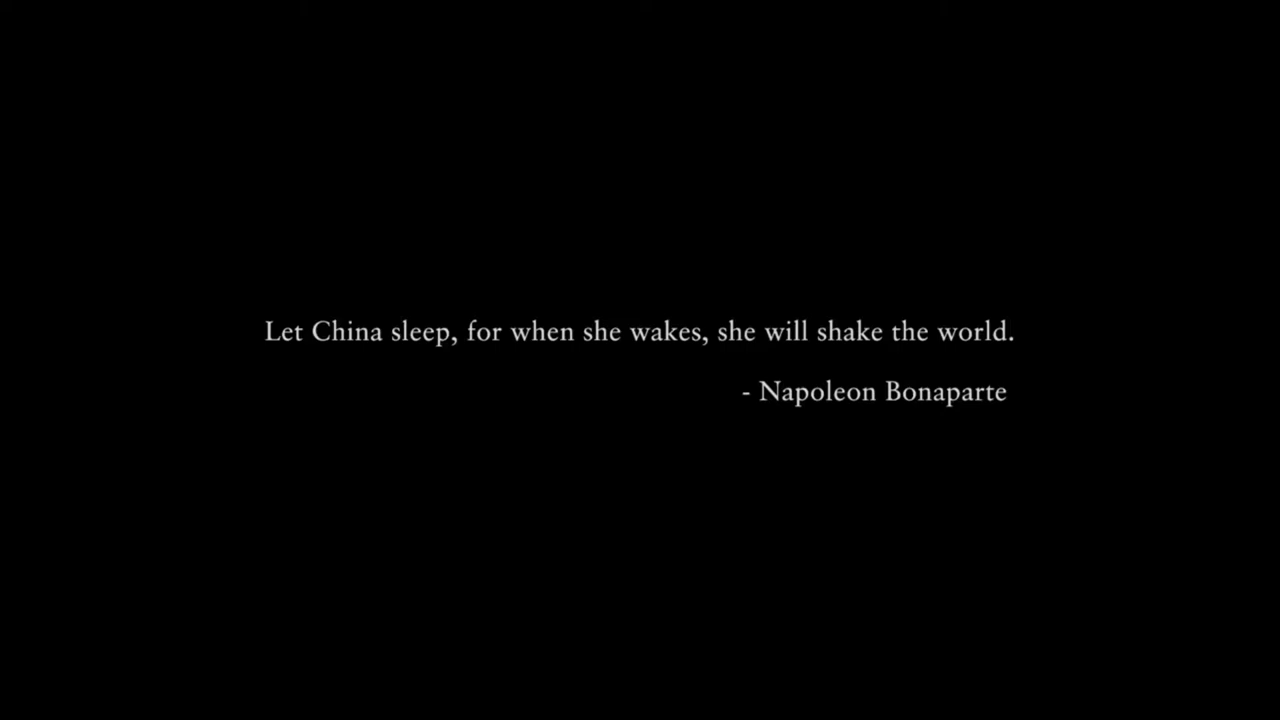 Let China sleep, for when she wakes, she will shake the world.
- Napoleon Bonaparte